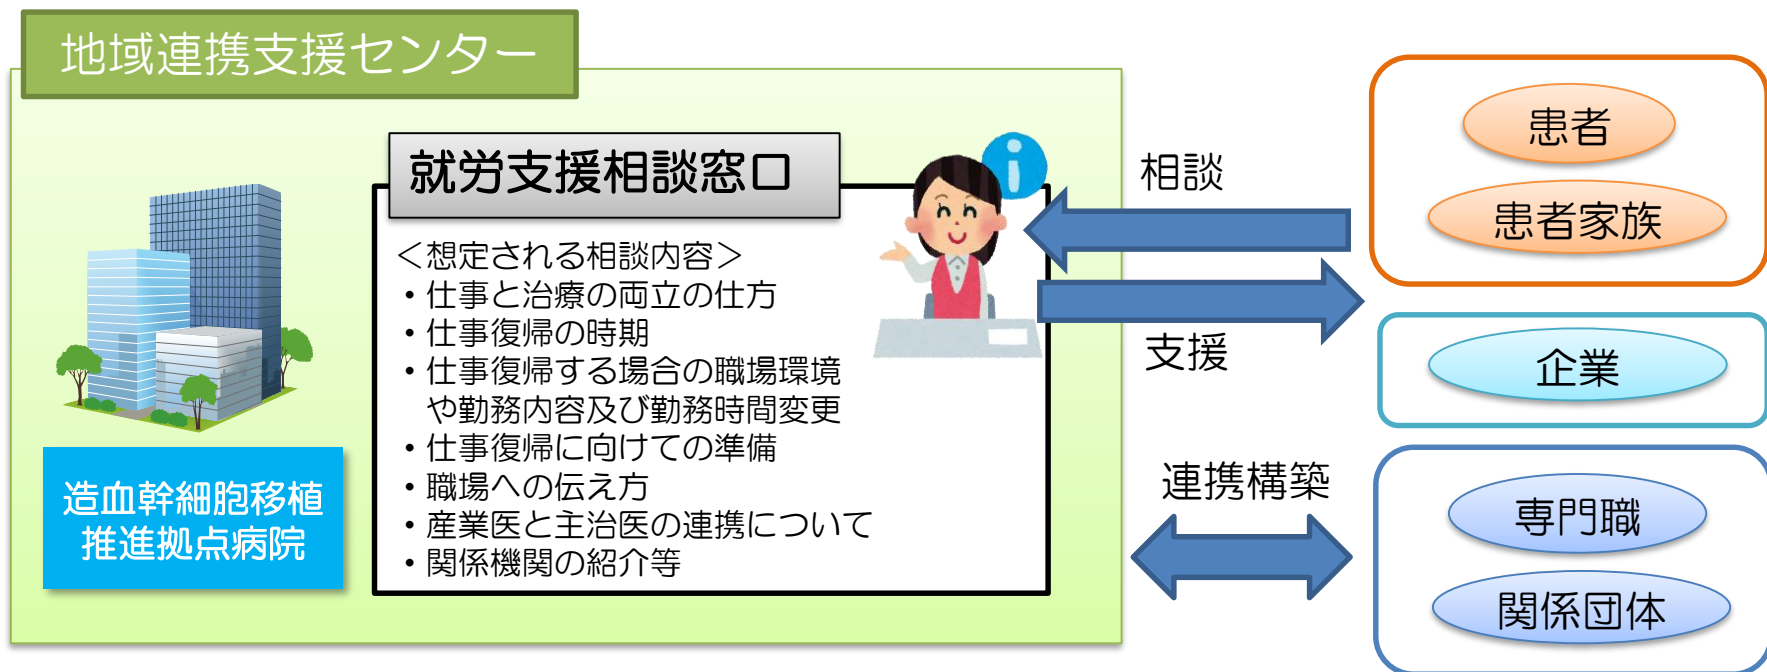 地域連携支援センター
就労支援相談窓口
＜想定される相談内容＞
・仕事と治療の両立の仕方
・仕事復帰の時期
・仕事復帰する場合の職場環境
や勤務内容及び勤務時間変更
・仕事復帰に向けての準備
・職場への伝え方
・産業医と主治医の連携について
・関係機関の紹介等
造血幹細胞移植
推進拠点病院
i
相談
支援
連携構築
患者
患者家族
企業
専門職
関係団体